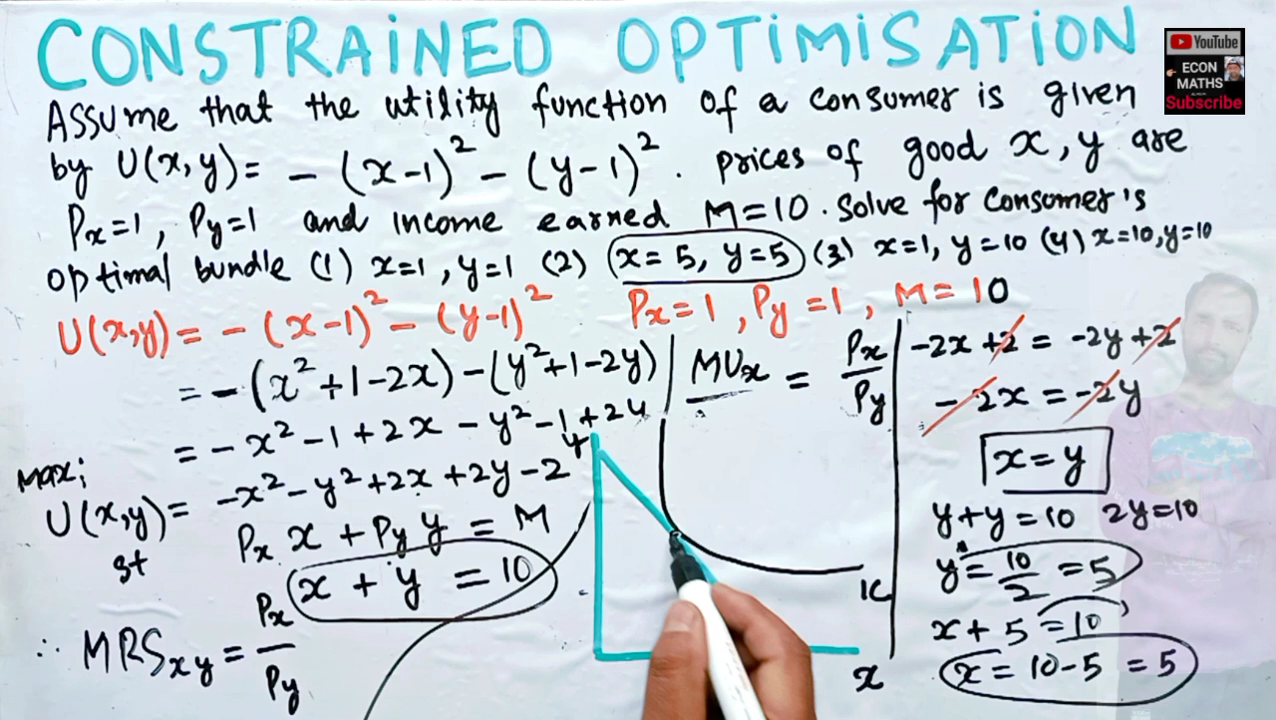 CONSTRAINED OPTIMISATION
YouTube
ECON
MATHS
Subscribe
Assume that the utility function of a consumer is given
by U(x,y) = - (x-1)² - (y-1)². prices of good x, y are
Px=1, Py=1 and income earned M=10. Solve for Consumer's
optimal bundle (1) x=1, y=1 (2) x=5, y=5 (3) x=1, y=10 (4) x=10, y=10
U(x,y) = - (x-1)² - (y-1)² Px=1, Py=1, M=10
= - (x²+1-2x) - (y²+1-2y)
= - x² - 1 + 2x - y² - 1 + 2y
Max;
U(x,y) = -x² - y² + 2x + 2y - 2
st Px x + Py y = M
x + y = 10
∴ MRSxy = Px/Py
MUx = Px/Py
Y
IC
x
-2x+2 = -2y+2
-2x = -2y
x=y
y+y=10 2y=10
y = 10/2 = 5
x+5 = 10
x = 10-5 = 5